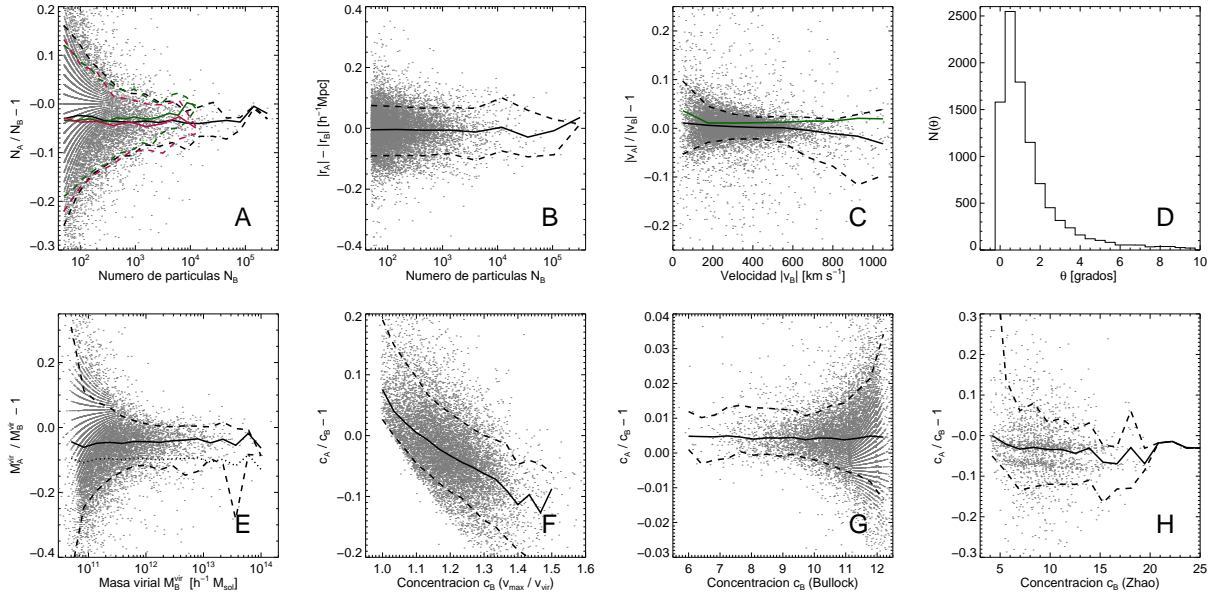 0.2
0.1
−0.0
−0.1
−0.2
−0.3
N_A / N_B − 1
10^2 10^3 10^4 10^5
Numero de particulas N_B
A
0.4
0.2
0.0
−0.2
−0.4
|r_A| − |r_B| [h^−1Mpc]
10^2 10^3 10^4 10^5
Numero de particulas N_B
B
0.2
0.1
0.0
−0.1
−0.2
|v_A| / |v_B| − 1
0 200 400 600 800 1000
Velocidad |v_B| [km s^−1]
C
2500
2000
1500
1000
500
0
N(θ)
0 2 4 6 8 10
θ [grados]
D
0.2
−0.0
−0.2
−0.4
M_A^vir / M_B^vir − 1
10^11 10^12 10^13 10^14
Masa virial M_B^vir [h^−1 M_sol]
E
0.2
0.1
0.0
−0.1
−0.2
c_A / c_B − 1
1.0 1.1 1.2 1.3 1.4 1.5 1.6
Concentracion c_B (v_max / v_vir)
F
0.04
0.03
0.02
0.01
0.00
−0.01
−0.02
−0.03
c_A / c_B − 1
6 7 8 9 10 11 12
Concentracion c_B (Bullock)
G
0.3
0.2
0.1
−0.0
−0.1
−0.2
−0.3
c_A / c_B − 1
5 10 15 20 25
Concentracion c_B (Zhao)
H